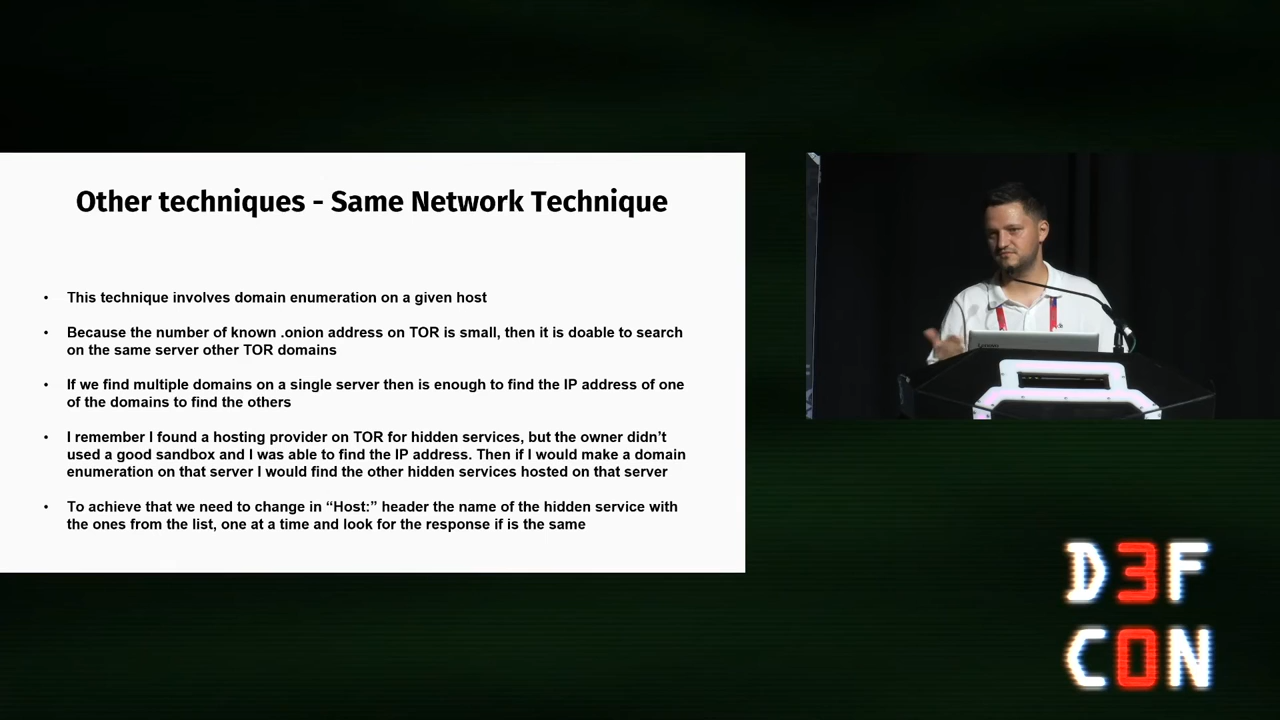 Other techniques - Same Network Technique
• This technique involves domain enumeration on a given host
• Because the number of known .onion address on TOR is small, then it is doable to search
on the same server other TOR domains
• If we find multiple domains on a single server then is enough to find the IP address of one
of the domains to find the others
• I remember I found a hosting provider on TOR for hidden services, but the owner didn't
used a good sandbox and I was able to find the IP address. Then if I would make a domain
enumeration on that server I would find the other hidden services hosted on that server
• To achieve that we need to change in “Host:” header the name of the hidden service with
the ones from the list, one at a time and look for the response if is the same
D3F
C0N